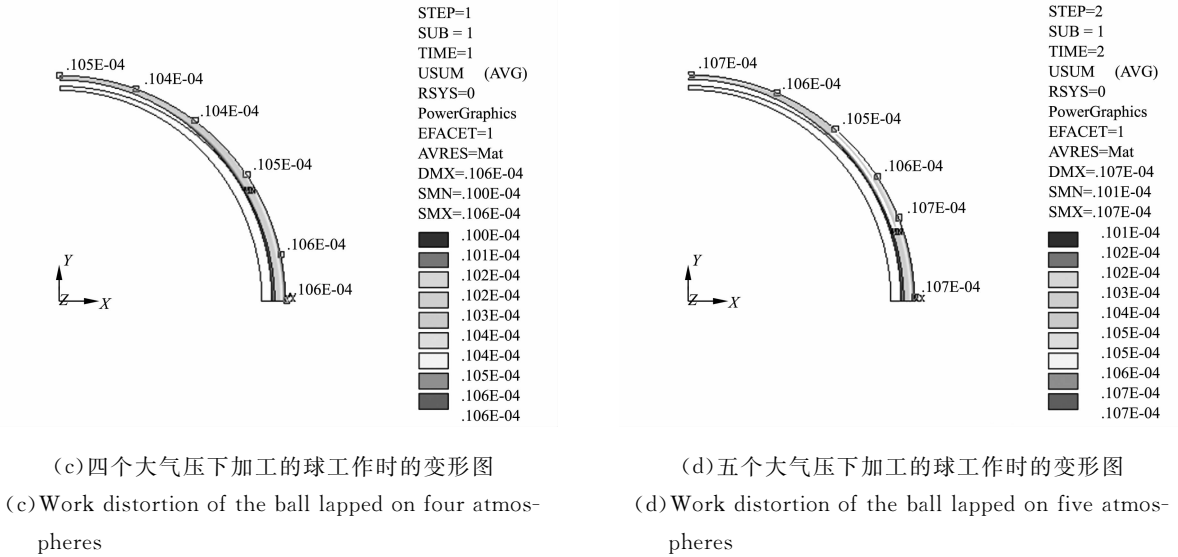 STEP=1
SUB = 1
TIME=1
USUM (AVG)
RSYS=0
PowerGraphics
EFACET=1
AVRES=Mat
DMX=.106E-04
SMN=.100E-04
SMX=.106E-04
.100E-04
.101E-04
.102E-04
.102E-04
.103E-04
.104E-04
.104E-04
.105E-04
.106E-04
.106E-04
.105E-04
.104E-04
.104E-04
.105E-04
.106E-04
.106E-04
Y
Z
X
(c)四个大气压下加工的球工作时的变形图
(c)Work distortion of the ball lapped on four atmos-
pheres
STEP=2
SUB = 1
TIME=2
USUM (AVG)
RSYS=0
PowerGraphics
EFACET=1
AVRES=Mat
DMX=.107E-04
SMN=.101E-04
SMX=.107E-04
.101E-04
.102E-04
.102E-04
.103E-04
.104E-04
.105E-04
.105E-04
.106E-04
.107E-04
.107E-04
.107E-04
.106E-04
.105E-04
.106E-04
.107E-04
.107E-04
Y
Z
X
(d)五个大气压下加工的球工作时的变形图
(d)Work distortion of the ball lapped on five atmos-
pheres